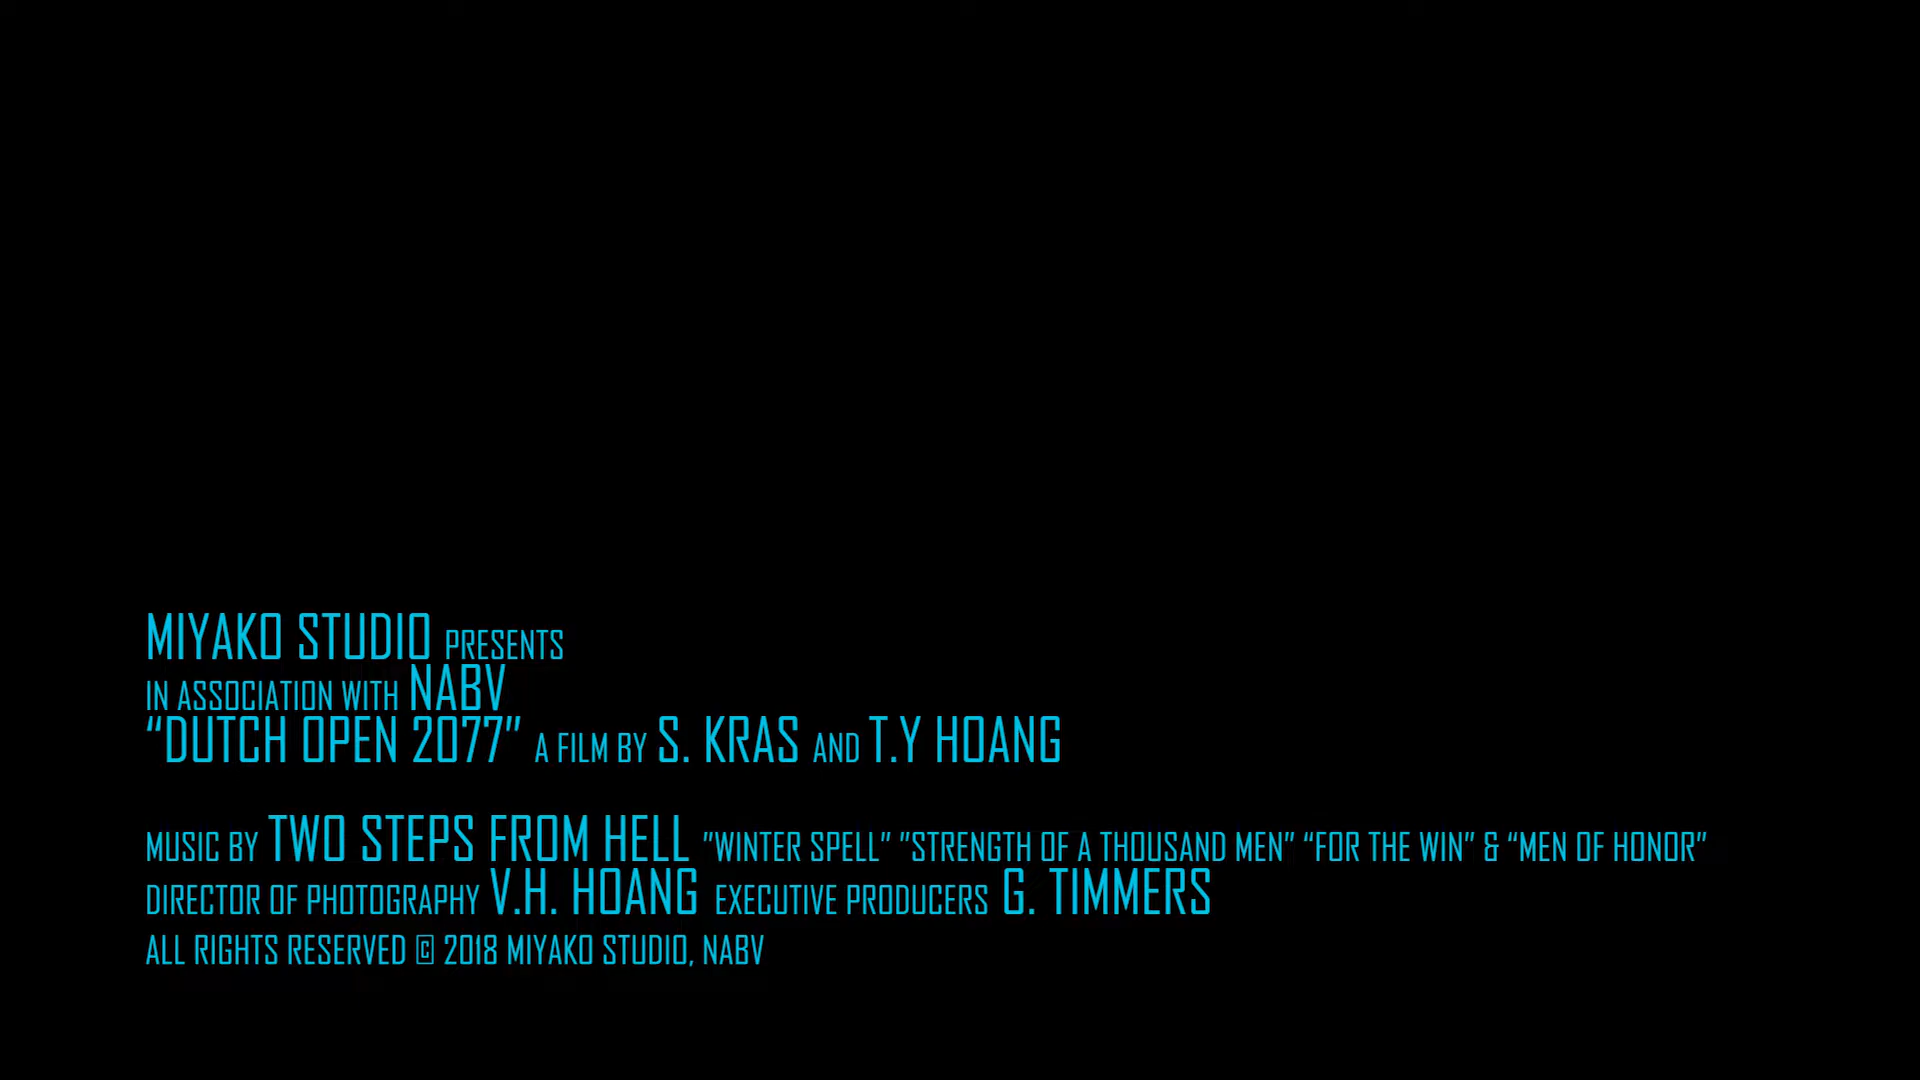 MIYAKO STUDIO PRESENTS
IN ASSOCIATION WITH NABV
“DUTCH OPEN 2077” A FILM BY S. KRAS AND T.Y HOANG
MUSIC BY TWO STEPS FROM HELL ”WINTER SPELL” ”STRENGTH OF A THOUSAND MEN” “FOR THE WIN” & “MEN OF HONOR”
DIRECTOR OF PHOTOGRAPHY V.H. HOANG EXECUTIVE PRODUCERS G. TIMMERS
ALL RIGHTS RESERVED © 2018 MIYAKO STUDIO, NABV